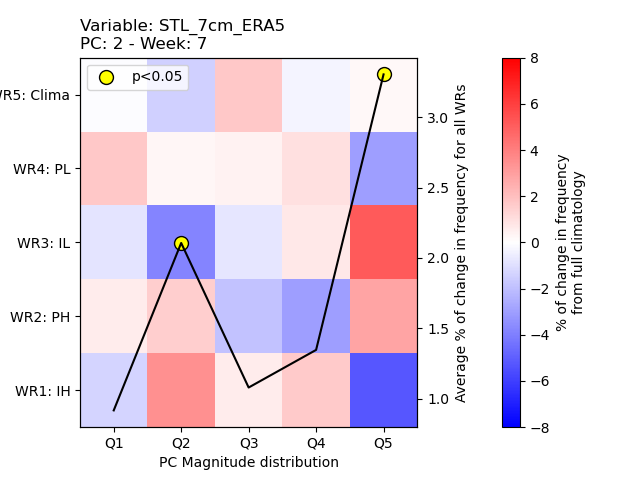 Variable: STL_7cm_ERA5
PC: 2 - Week: 7
p<0.05
WR5: Clima
WR4: PL
WR3: IL
WR2: PH
WR1: IH
Q1 Q2 Q3 Q4 Q5
PC Magnitude distribution
3.0
2.5
2.0
1.5
1.0
Average % of change in frequency for all WRs
8
6
4
2
0
−2
−4
−6
−8
% of change in frequency
from full climatology